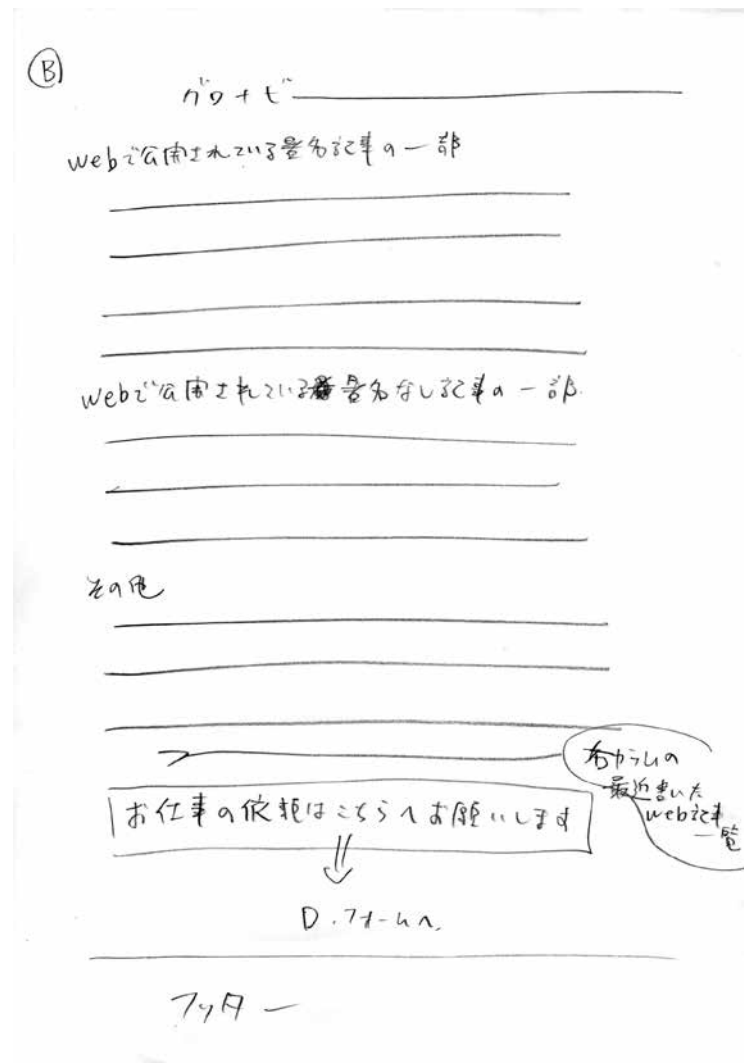 B
グロナビ
webで公開されている署名記事の一部
webで公開されている署名なし記事の一部
その他
右カラムの
最近書いた
web記事
一覧
お仕事の依頼はこちらへお願いします
D.フォームへ
フッター